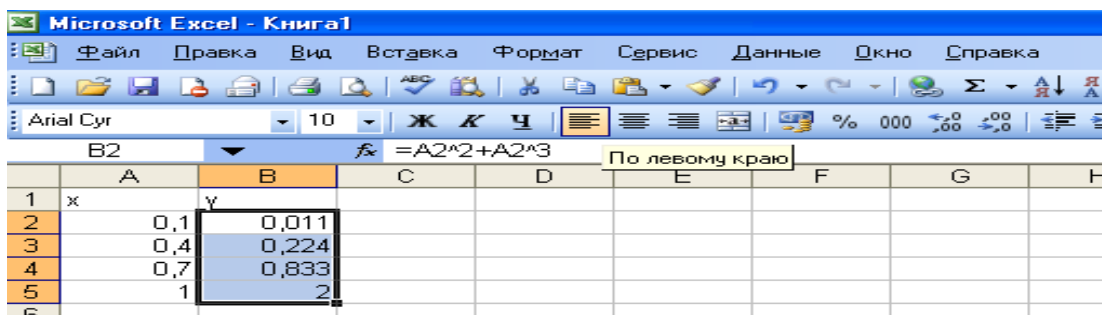 Microsoft Excel - Книга1
Файл Правка Вид Вставка Формат Сервис Данные Окно Справка
Arial Cyr 10 Ж К Ч % 000
B2 fx =A2^2+A2^3 По левому краю
A B C D E F G H
1 x y
2 0,1 0,011
3 0,4 0,224
4 0,7 0,833
5 1 2
6